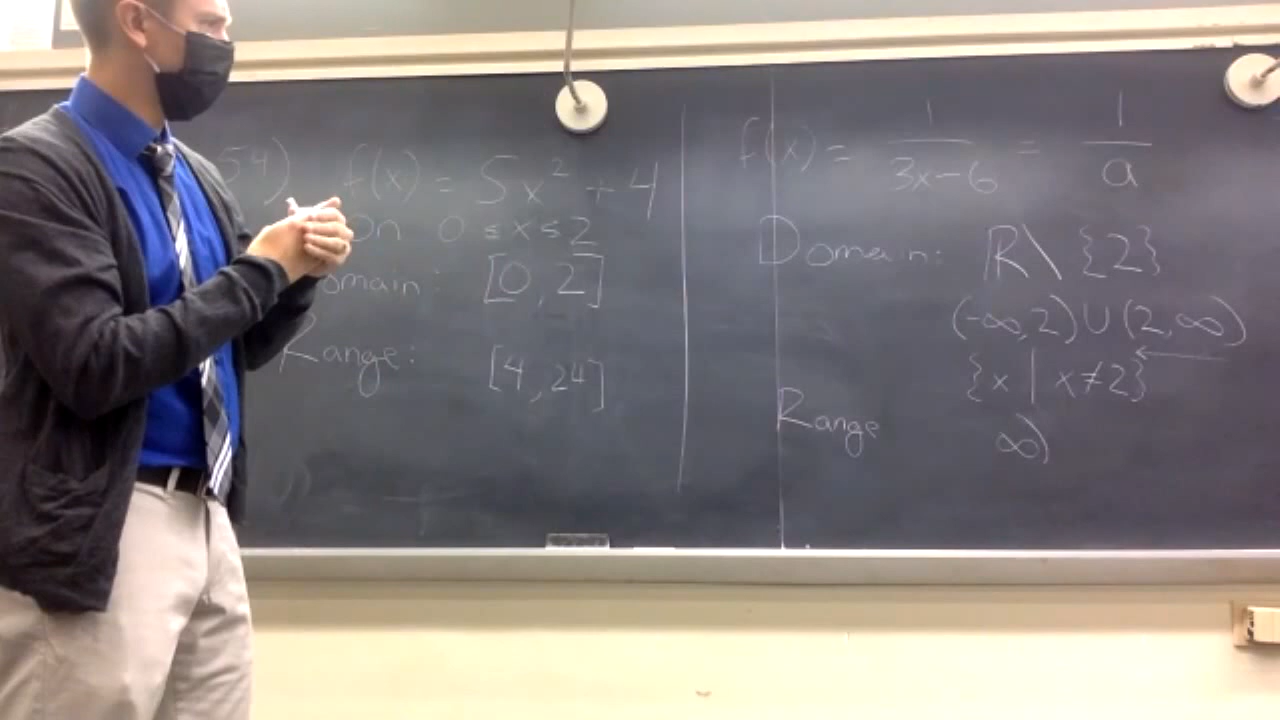 54) f(x) = 5x² + 4
on 0 ≤ x ≤ 2
omain: [0, 2]
Range: [4, 24]
f(x) = 1/(3x-6) = 1/a
Domain: R\ {2}
(-∞,2) ∪ (2,∞)
{x | x≠2}
Range ∞)